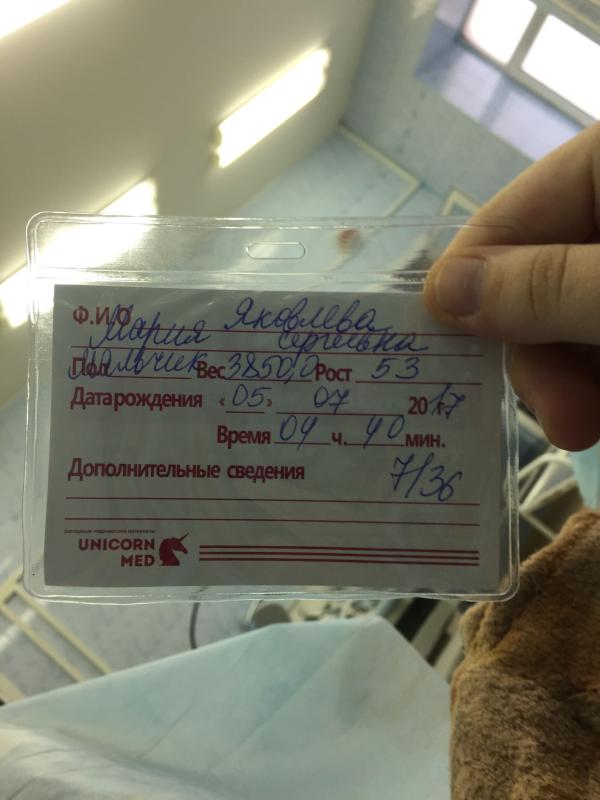 Ф.И.О Яковлева
Мария Сергеевна
Пол Мальчик Вес 3850,0 Рост 53
Дата рождения «05» 07 2017 г.
Время 04 ч. 40 мин.
Дополнительные сведения 7/36
расходные медицинские материалы
UNICORN
MED